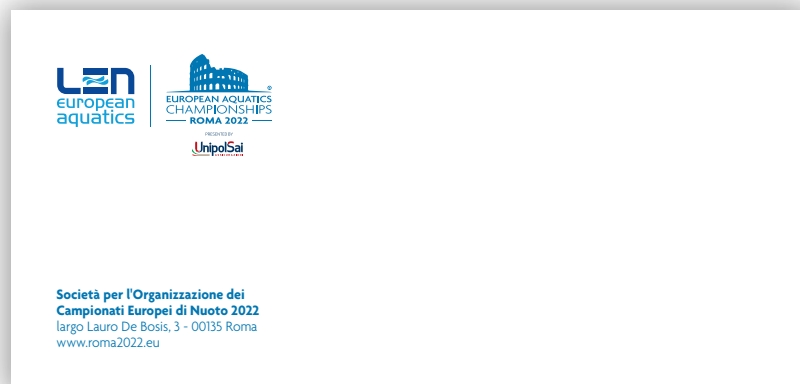 LEN
european
aquatics
EUROPEAN AQUATICS
CHAMPIONSHIPS
ROMA 2022
PRESENTED BY
UnipolSai
Società per l'Organizzazione dei
Campionati Europei di Nuoto 2022
largo Lauro De Bosis, 3 - 00135 Roma
www.roma2022.eu